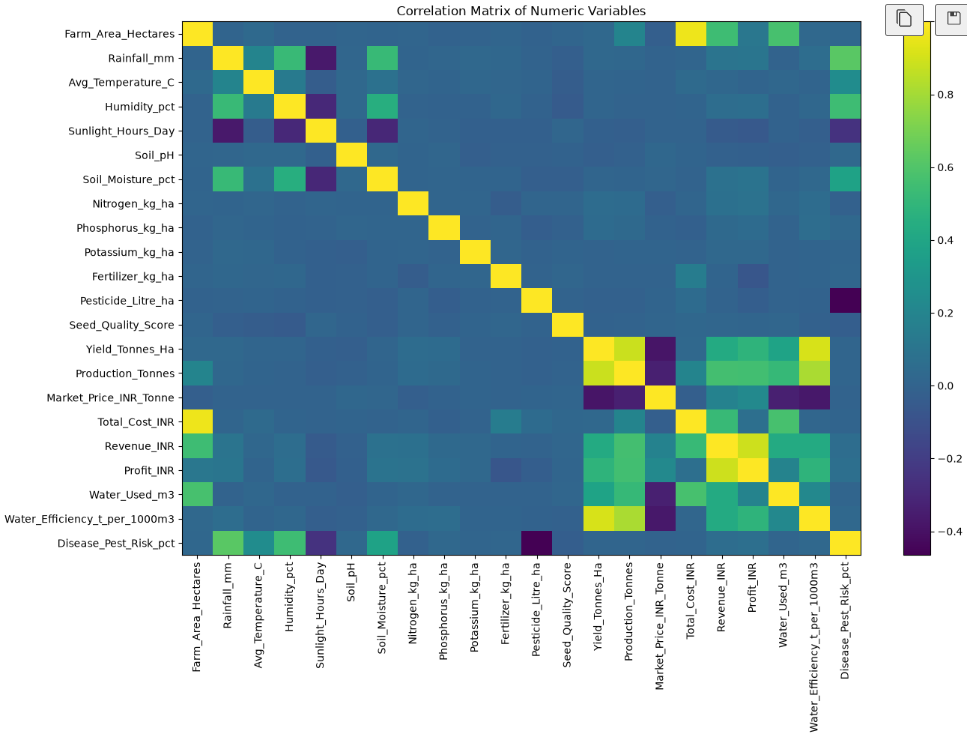 Correlation Matrix of Numeric Variables
Farm_Area_Hectares
Rainfall_mm
Avg_Temperature_C
Humidity_pct
Sunlight_Hours_Day
Soil_pH
Soil_Moisture_pct
Nitrogen_kg_ha
Phosphorus_kg_ha
Potassium_kg_ha
Fertilizer_kg_ha
Pesticide_Litre_ha
Seed_Quality_Score
Yield_Tonnes_Ha
Production_Tonnes
Market_Price_INR_Tonne
Total_Cost_INR
Revenue_INR
Profit_INR
Water_Used_m3
Water_Efficiency_t_per_1000m3
Disease_Pest_Risk_pct
Farm_Area_Hectares
Rainfall_mm
Avg_Temperature_C
Humidity_pct
Sunlight_Hours_Day
Soil_pH
Soil_Moisture_pct
Nitrogen_kg_ha
Phosphorus_kg_ha
Potassium_kg_ha
Fertilizer_kg_ha
Pesticide_Litre_ha
Seed_Quality_Score
Yield_Tonnes_Ha
Production_Tonnes
Market_Price_INR_Tonne
Total_Cost_INR
Revenue_INR
Profit_INR
Water_Used_m3
Water_Efficiency_t_per_1000m3
Disease_Pest_Risk_pct
0.8
0.6
0.4
0.2
0.0
−0.2
−0.4